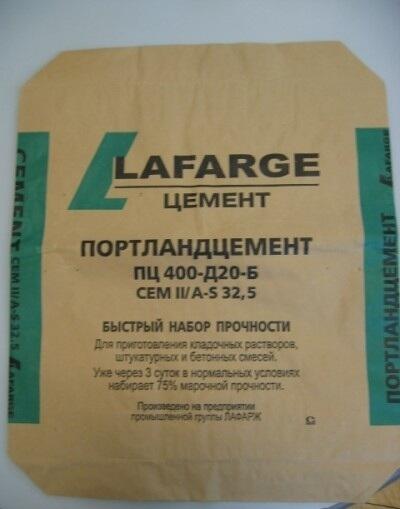 LAFARGE
ЦЕМЕНТ
ПОРТЛАНДЦЕМЕНТ
ПЦ 400-Д20-Б
CEM II/A-S 32,5
БЫСТРЫЙ НАБОР ПРОЧНОСТИ
Для приготовления кладочных растворов,
штукатурных и бетонных смесей.
Уже через 3 суток в нормальных условиях
набирает 75% марочной прочности.
Произведено на предприятии
промышленной группы ЛАФАРЖ
CEMENT CEM II/A-S 32,5
LAFARGE
ПОРТЛАНДЦЕМЕНТ
LAFARGE